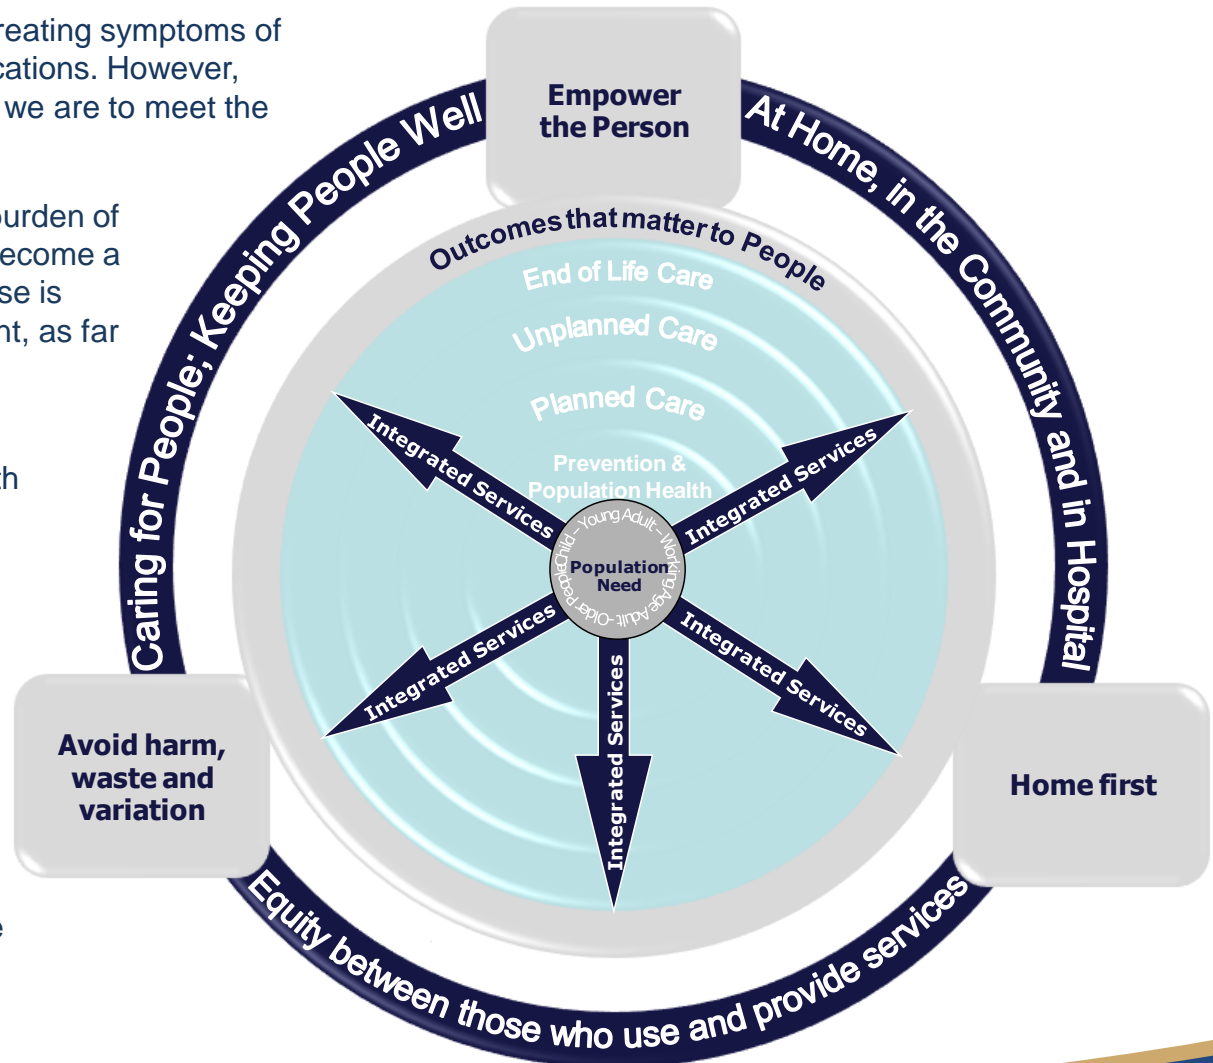 reating symptoms of
cations. However,
we are to meet the
ourden of
ecome a
se is
nt, as far
th
e
Empower
the Person
Caring for People; Keeping People Well
At Home, in the Community and in Hospital
Outcomes that matter to People
End of Life Care
Unplanned Care
Planned Care
Prevention &
Population Health
Integrated Services
Integrated Services
Child – Young Adult – Working Age Adult - Older People
Population
Need
Integrated Services
Integrated Services
Integrated Services
Avoid harm,
waste and
variation
Home first
Equity between those who use and provide services